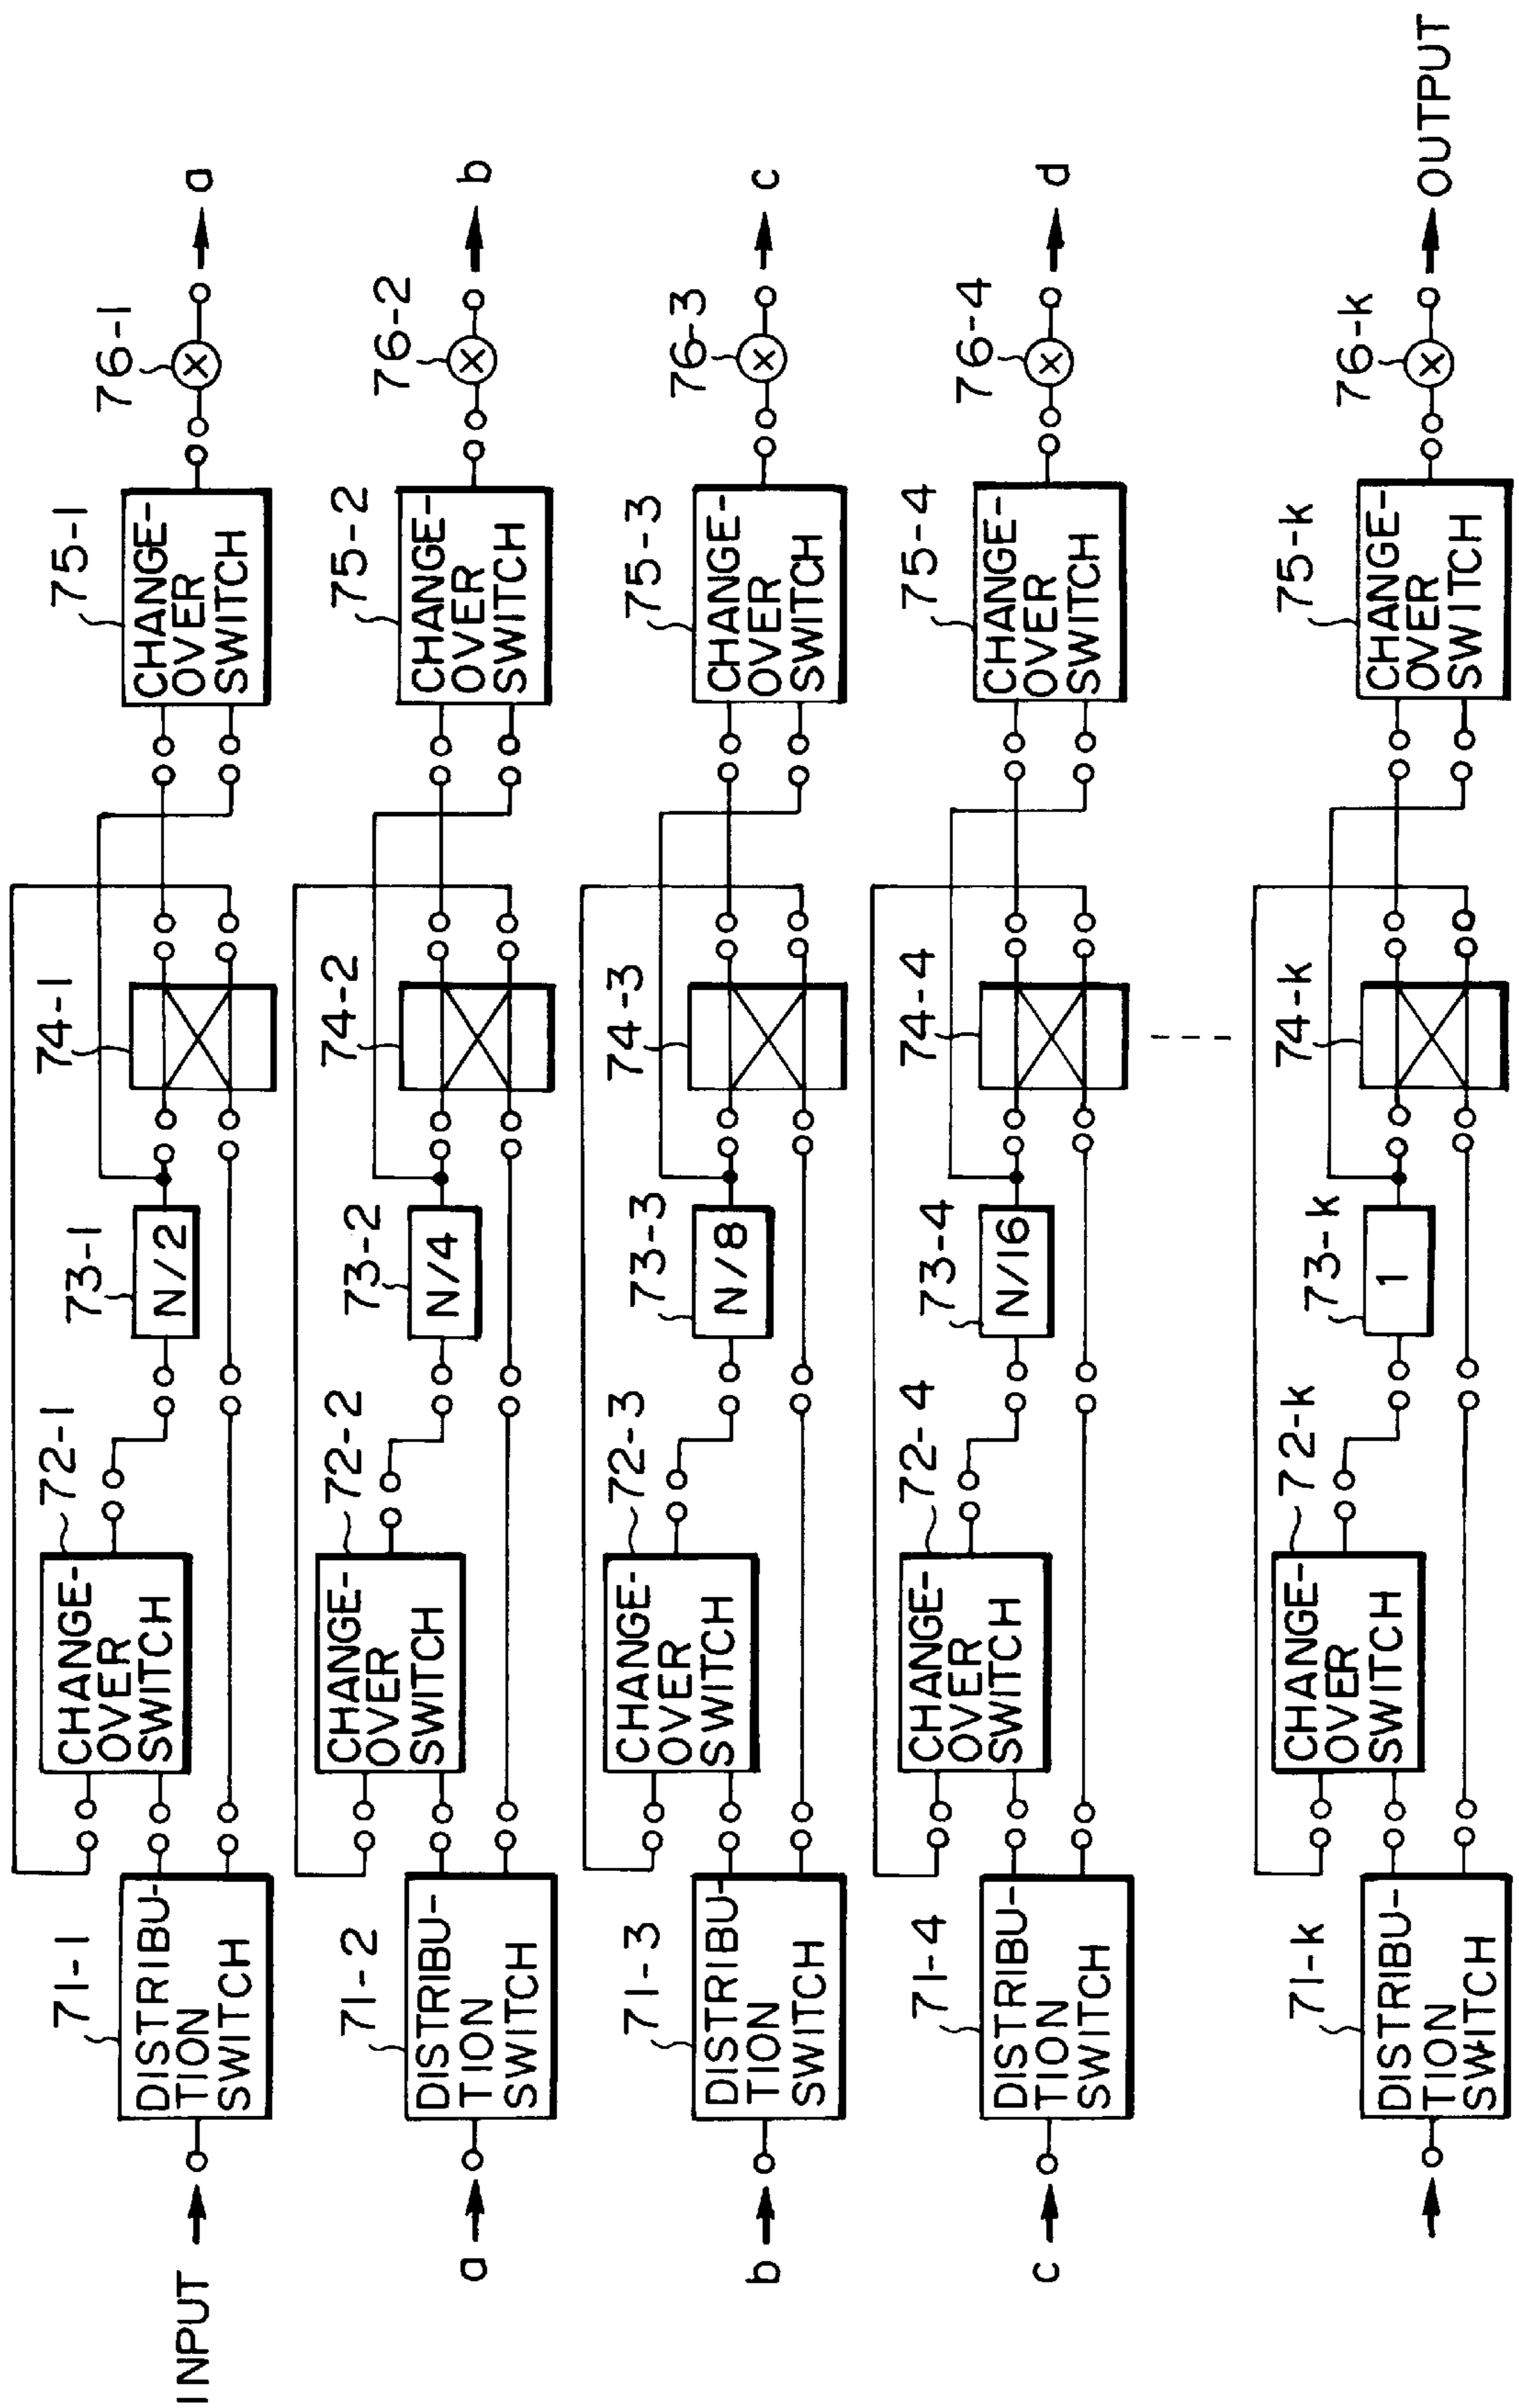 INPUT
71-1
DISTRIBU-
TION
SWITCH
72-1
CHANGE-
OVER
SWITCH
73-1
N/2
74-1
75-1
CHANGE-
OVER
SWITCH
76-1
a
a
71-2
DISTRIBU-
TION
SWITCH
72-2
CHANGE-
OVER
SWITCH
73-2
N/4
74-2
75-2
CHANGE-
OVER
SWITCH
76-2
b
b
71-3
DISTRIBU-
TION
SWITCH
72-3
CHANGE-
OVER
SWITCH
73-3
N/8
74-3
75-3
CHANGE-
OVER
SWITCH
76-3
c
c
71-4
DISTRIBU-
TION
SWITCH
72-4
CHANGE-
OVER
SWITCH
73-4
N/16
74-4
75-4
CHANGE-
OVER
SWITCH
76-4
d
71-k
DISTRIBU-
TION
SWITCH
72-k
CHANGE-
OVER
SWITCH
73-k
1
74-k
75-k
CHANGE-
OVER
SWITCH
76-k
OUTPUT